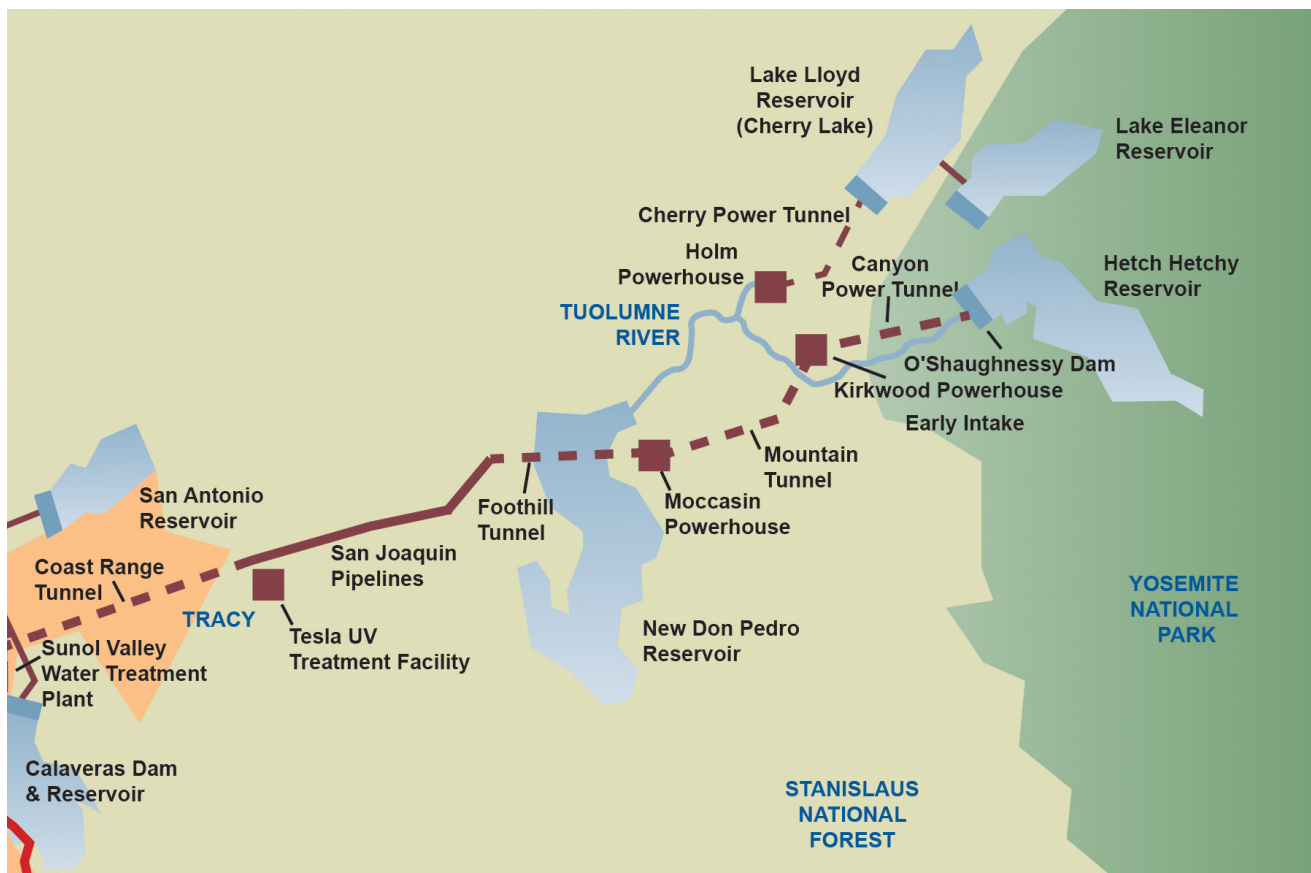 Lake Lloyd
Reservoir
(Cherry Lake)
Lake Eleanor
Reservoir
Cherry Power Tunnel
Holm
Powerhouse
Canyon
Power Tunnel
Hetch Hetchy
Reservoir
TUOLUMNE
RIVER
O'Shaughnessy Dam
Kirkwood Powerhouse
Early Intake
Mountain
Tunnel
Moccasin
Powerhouse
Foothill
Tunnel
San Antonio
Reservoir
San Joaquin
Pipelines
Coast Range
Tunnel
TRACY
Tesla UV
Treatment Facility
New Don Pedro
Reservoir
YOSEMITE
NATIONAL
PARK
Sunol Valley
Water Treatment
Plant
Calaveras Dam
& Reservoir
STANISLAUS
NATIONAL
FOREST